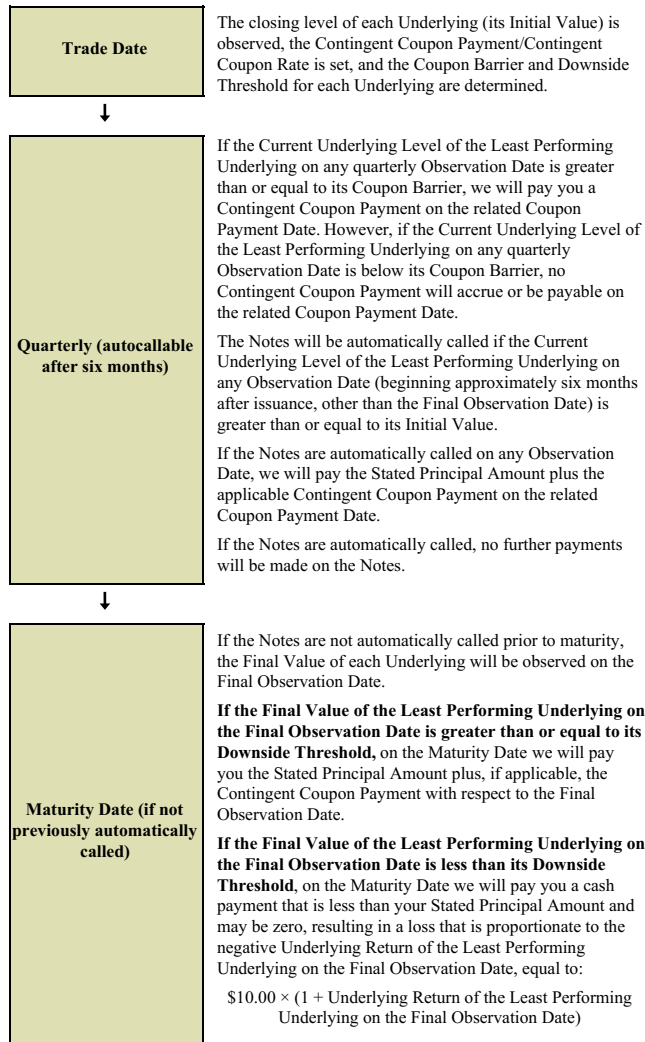 Trade Date
The closing level of each Underlying (its Initial Value) is
observed, the Contingent Coupon Payment/Contingent
Coupon Rate is set, and the Coupon Barrier and Downside
Threshold for each Underlying are determined.
Quarterly (autocallable
after six months)
If the Current Underlying Level of the Least Performing
Underlying on any quarterly Observation Date is greater
than or equal to its Coupon Barrier, we will pay you a
Contingent Coupon Payment on the related Coupon
Payment Date. However, if the Current Underlying Level of
the Least Performing Underlying on any quarterly
Observation Date is below its Coupon Barrier, no
Contingent Coupon Payment will accrue or be payable on
the related Coupon Payment Date.
The Notes will be automatically called if the Current
Underlying Level of the Least Performing Underlying on
any Observation Date (beginning approximately six months
after issuance, other than the Final Observation Date) is
greater than or equal to its Initial Value.
If the Notes are automatically called on any Observation
Date, we will pay the Stated Principal Amount plus the
applicable Contingent Coupon Payment on the related
Coupon Payment Date.
If the Notes are automatically called, no further payments
will be made on the Notes.
Maturity Date (if not
previously automatically
called)
If the Notes are not automatically called prior to maturity,
the Final Value of each Underlying will be observed on the
Final Observation Date.
If the Final Value of the Least Performing Underlying on
the Final Observation Date is greater than or equal to its
Downside Threshold, on the Maturity Date we will pay
you the Stated Principal Amount plus, if applicable, the
Contingent Coupon Payment with respect to the Final
Observation Date.
If the Final Value of the Least Performing Underlying on
the Final Observation Date is less than its Downside
Threshold, on the Maturity Date we will pay you a cash
payment that is less than your Stated Principal Amount and
may be zero, resulting in a loss that is proportionate to the
negative Underlying Return of the Least Performing
Underlying on the Final Observation Date, equal to:
$10.00 × (1 + Underlying Return of the Least Performing
Underlying on the Final Observation Date)